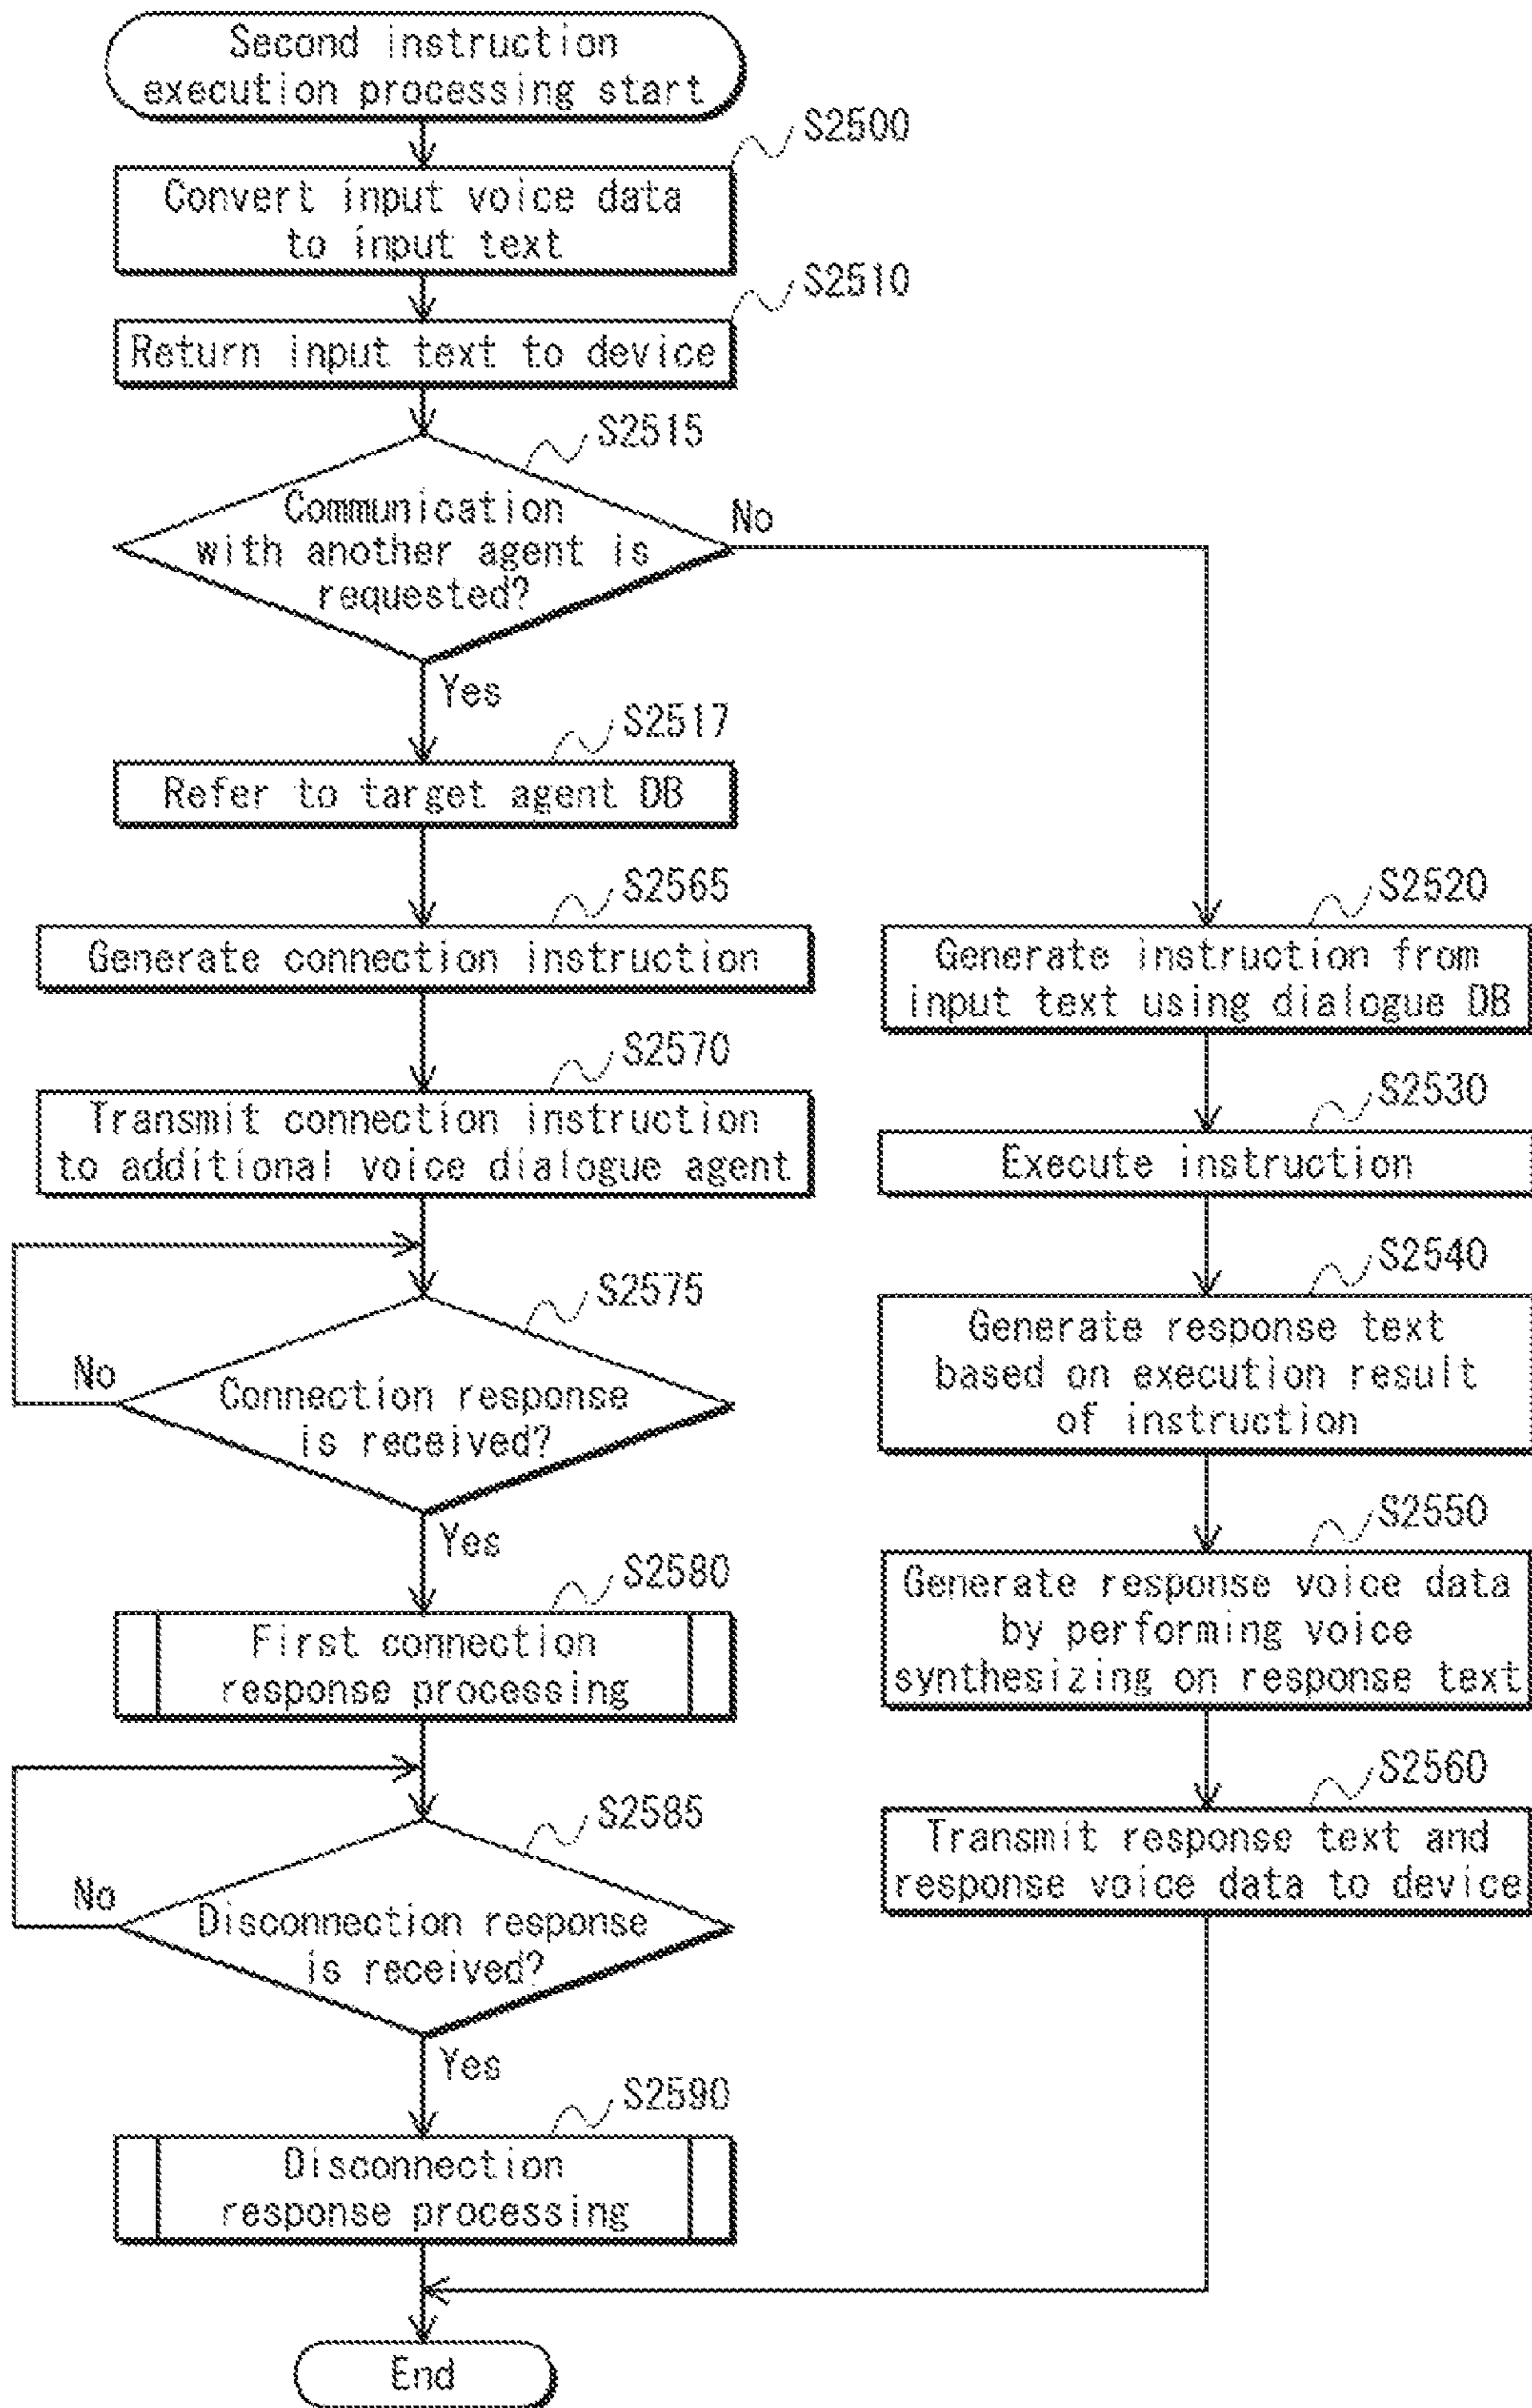 Second instruction
execution processing start
S2500
Convert input voice data
to input text
S2510
Return input text to device
S2515
Communication
with another agent is
requested?
No
Yes
S2517
Refer to target agent DB
S2565
Generate connection instruction
S2570
Transmit connection instruction
to additional voice dialogue agent
S2575
Connection response
is received?
No
Yes
S2580
First connection
response processing
S2585
Disconnection response
is received?
No
Yes
S2590
Disconnection
response processing
S2520
Generate instruction from
input text using dialogue DB
S2530
Execute instruction
S2540
Generate response text
based on execution result
of instruction
S2550
Generate response voice data
by performing voice
synthesizing on response text
S2560
Transmit response text and
response voice data to device
End